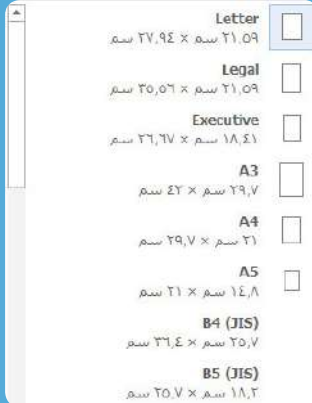 Letter
٢١,٥٩ سم × ٢٧,٩٤ سم
Legal
٢١,٥٩ سم × ٣٥,٥٦ سم
Executive
١٨,٤١ سم × ٢٦,٦٧ سم
A3
٢٩,٧ سم × ٤٢ سم
A4
٢١ سم × ٢٩,٧ سم
A5
١٤,٨ سم × ٢١ سم
B4 (JIS)
٢٥,٧ سم × ٣٦,٤ سم
B5 (JIS)
١٨,٢ سم × ٢٥,٧ سم